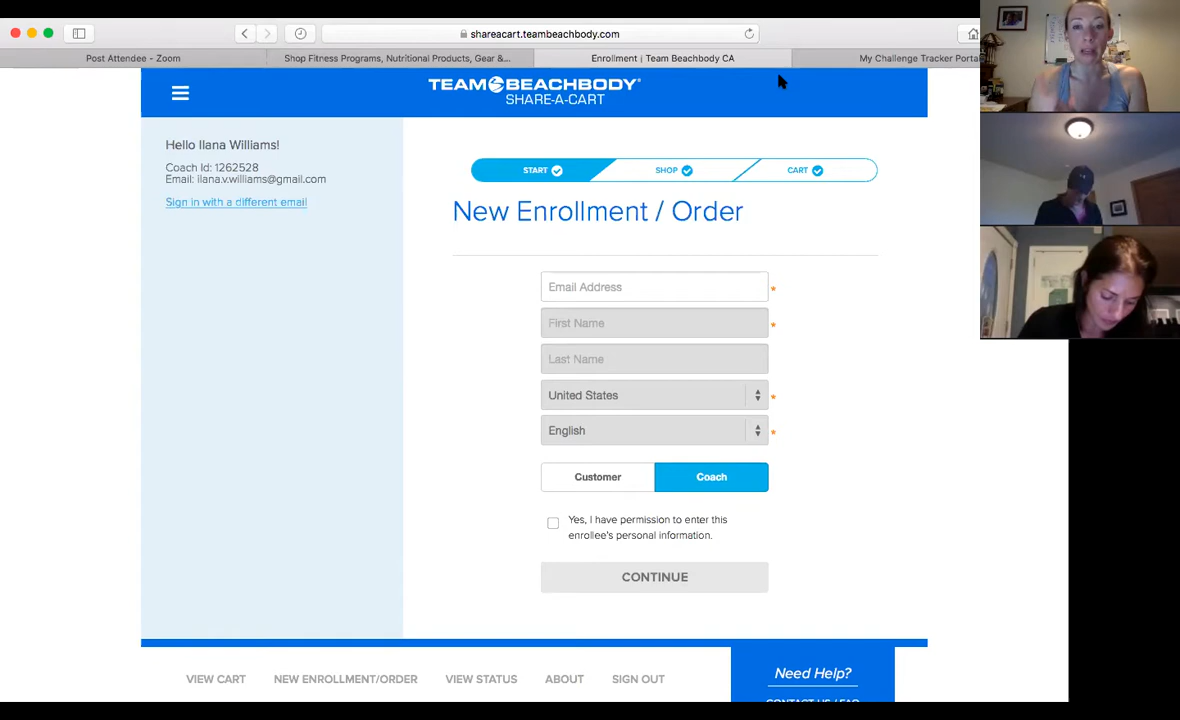 shareacart.teambeachbody.com
Post Attendee – Zoom
Shop Fitness Programs, Nutritional Products, Gear &...
Enrollment | Team Beachbody CA
My Challenge Tracker Porta
TEAM BEACHBODY®
SHARE-A-CART
Hello Ilana Williams!
Coach Id: 1262528
Email: ilana.v.williams@gmail.com
Sign in with a different email
START
SHOP
CART
New Enrollment / Order
Email Address
*
First Name
*
Last Name
United States
*
English
*
Customer
Coach
Yes, I have permission to enter this
enrollee's personal information.
CONTINUE
VIEW CART
NEW ENROLLMENT/ORDER
VIEW STATUS
ABOUT
SIGN OUT
Need Help?
CONTACT US / FAQ